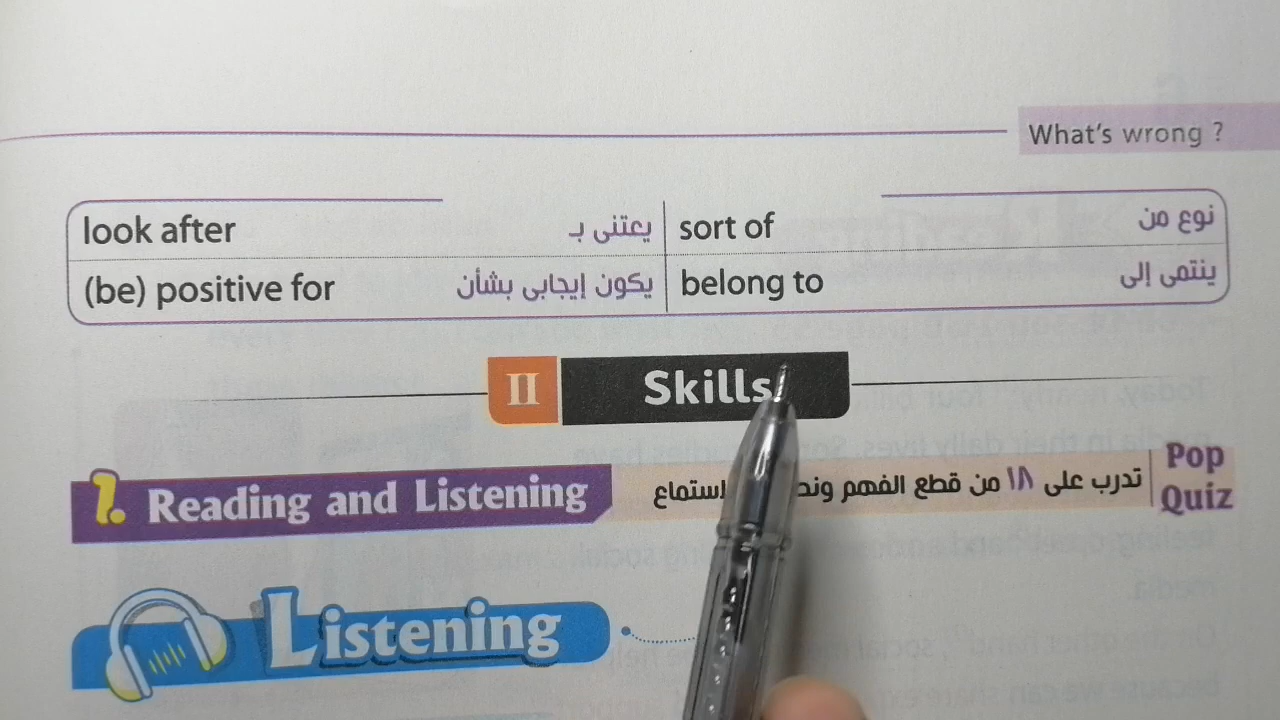 What's wrong ?
look after يعتنى بـ sort of نوع من
(be) positive for يكون إيجابى بشأن belong to ينتمى إلى
II Skills
1. Reading and Listening تدرب على ١٨ من قطع الفهم استماع Pop Quiz
Listening